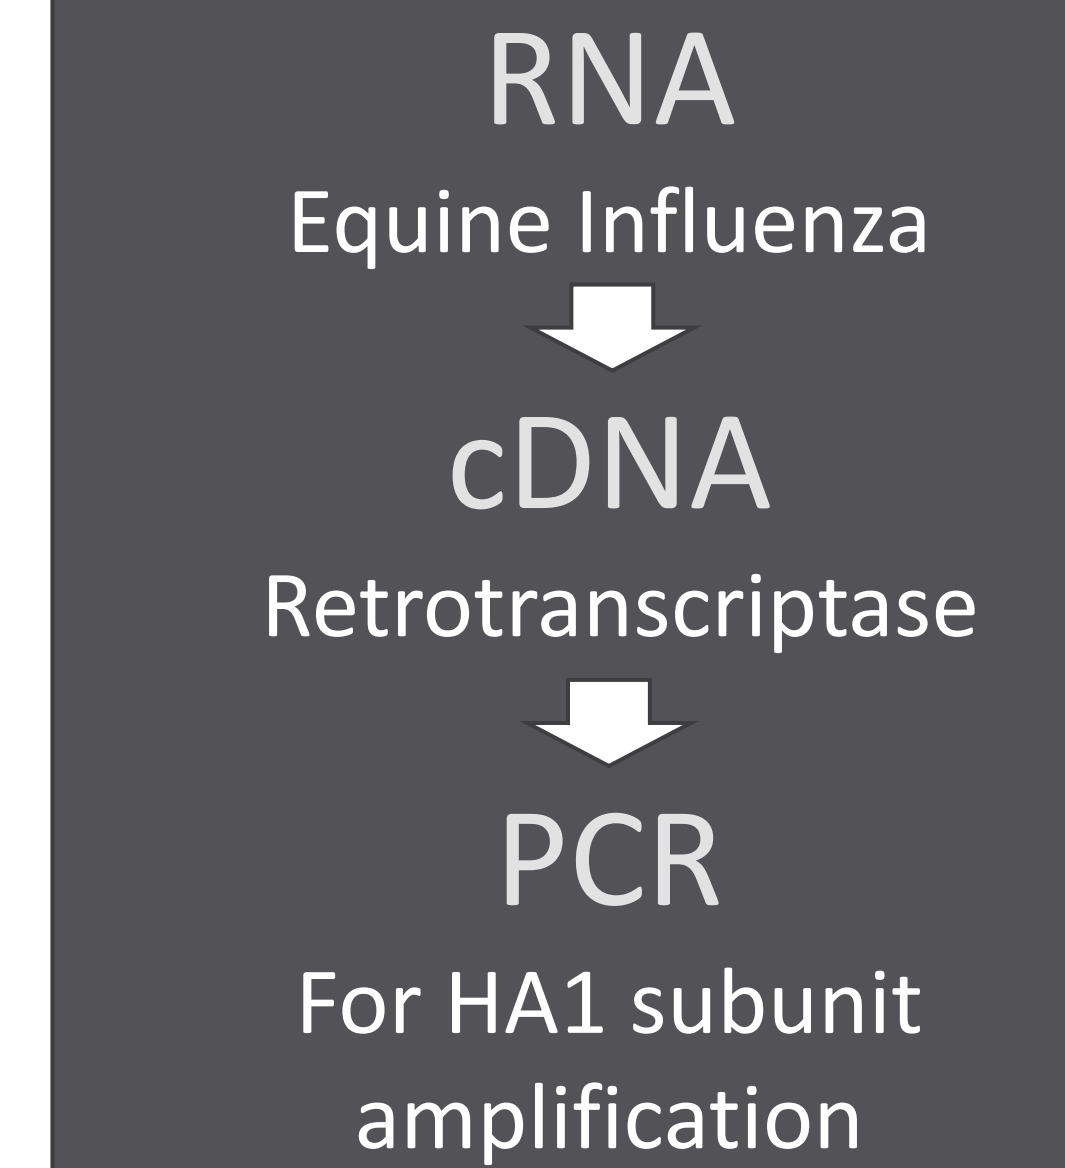 RNA
Equine Influenza
cDNA
Retrotranscriptase
PCR
For HA1 subunit
amplification